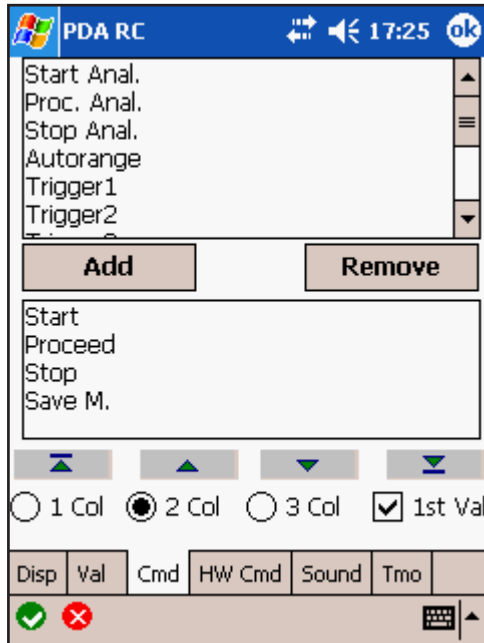 PDA RC 17:25 ok
Start Anal.
Proc. Anal.
Stop Anal.
Autorange
Trigger1
Trigger2
Add Remove
Start
Proceed
Stop
Save M.
1 Col 2 Col 3 Col 1st Val
Disp Val Cmd HW Cmd Sound Tmo